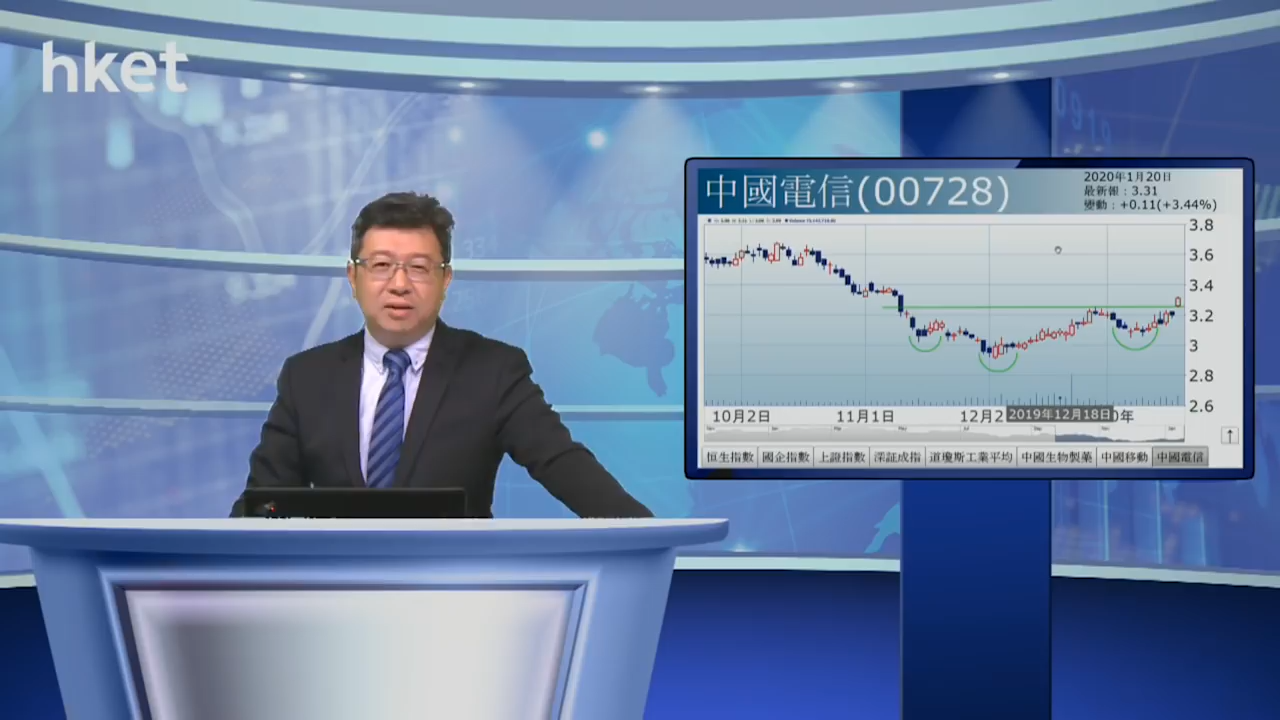 hket
中國電信(00728)
2020年1月20日
最新報：3.31
變動：+0.11(+3.44%)
3.8
3.6
3.4
3.2
3
2.8
2.6
10月2日
11月1日
12月2
2019年12月18日
0年
恒生指數
國企指數
上證指數
深証成指
道瓊斯工業平均
中國生物製藥
中國移動
中國電信